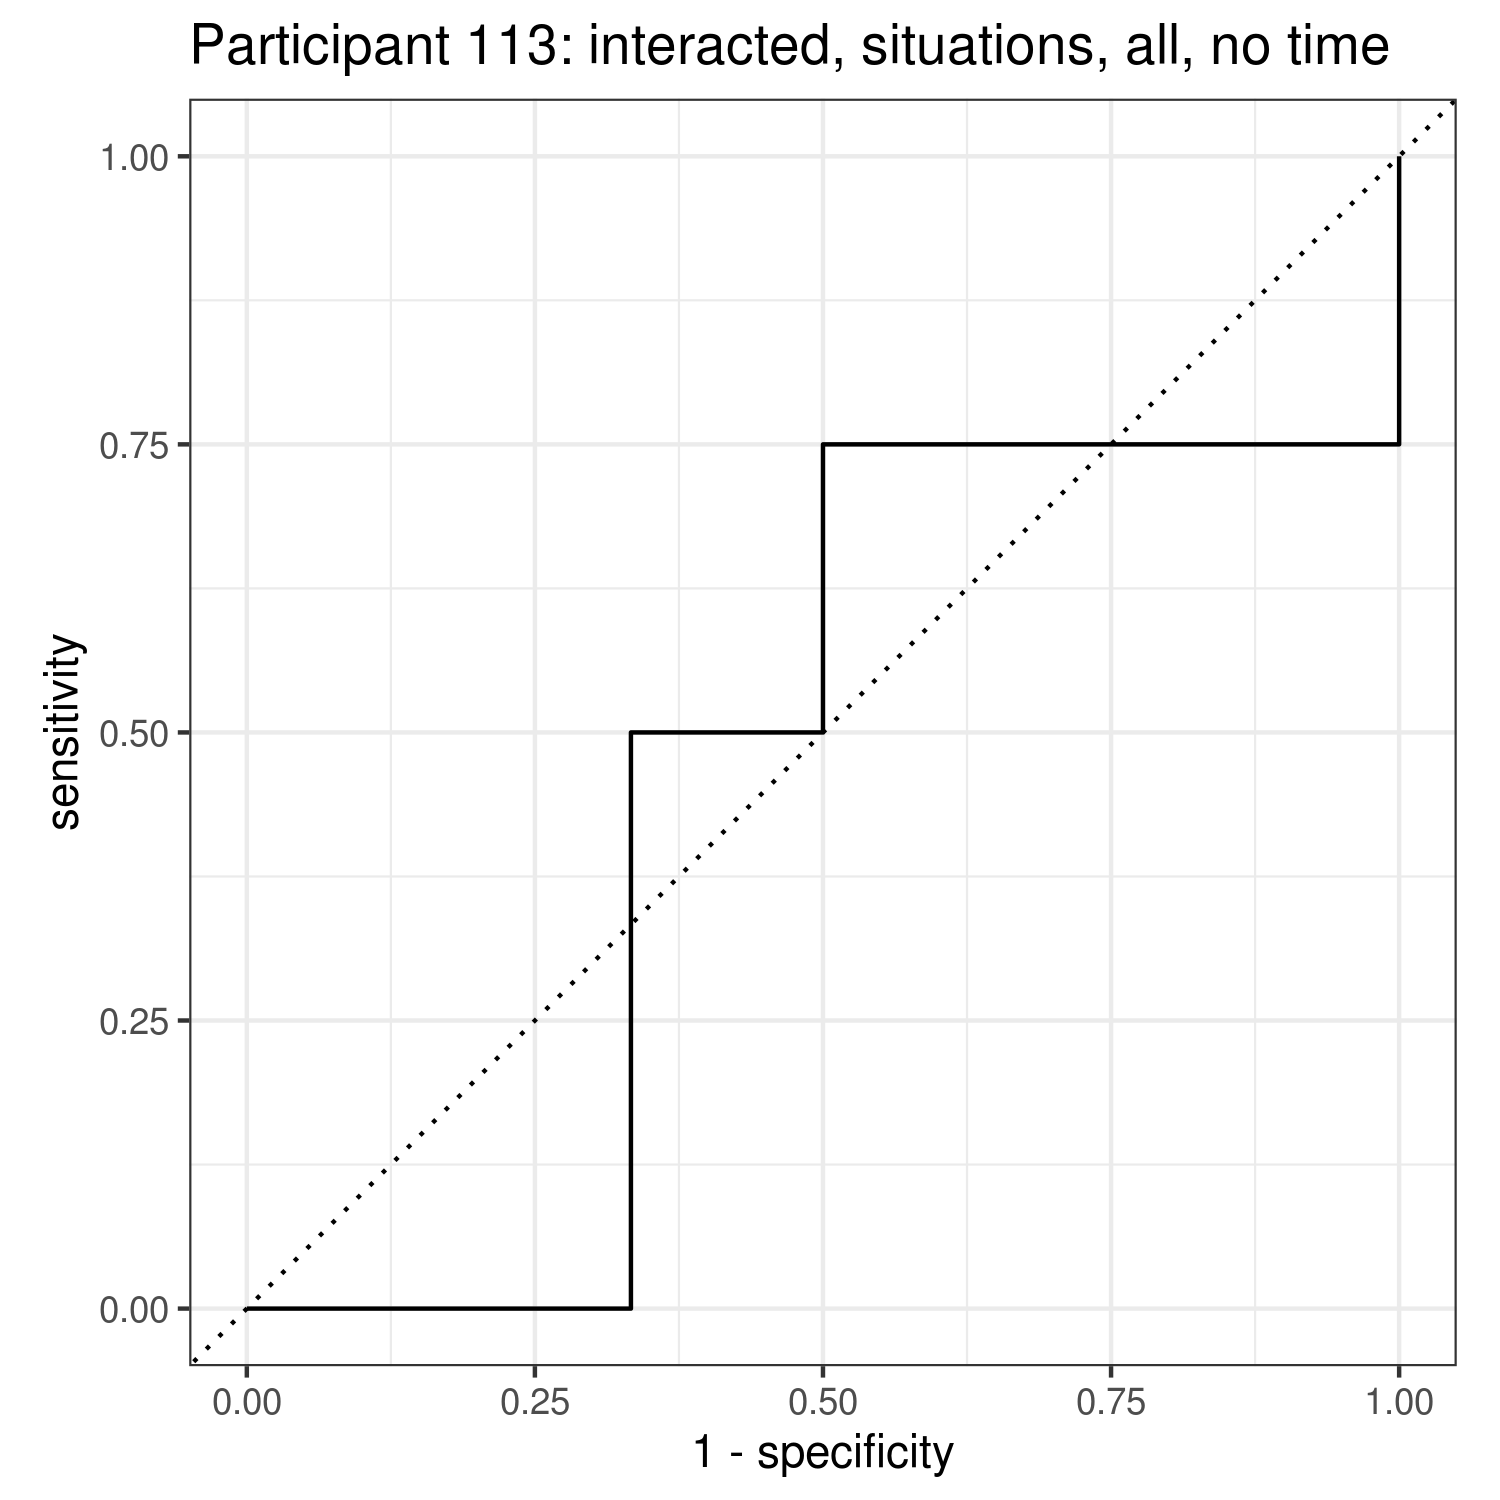 Participant 113: interacted, situations, all, no time
1.00
0.75
0.50
0.25
0.00
sensitivity
0.00 0.25 0.50 0.75 1.00
1 - specificity